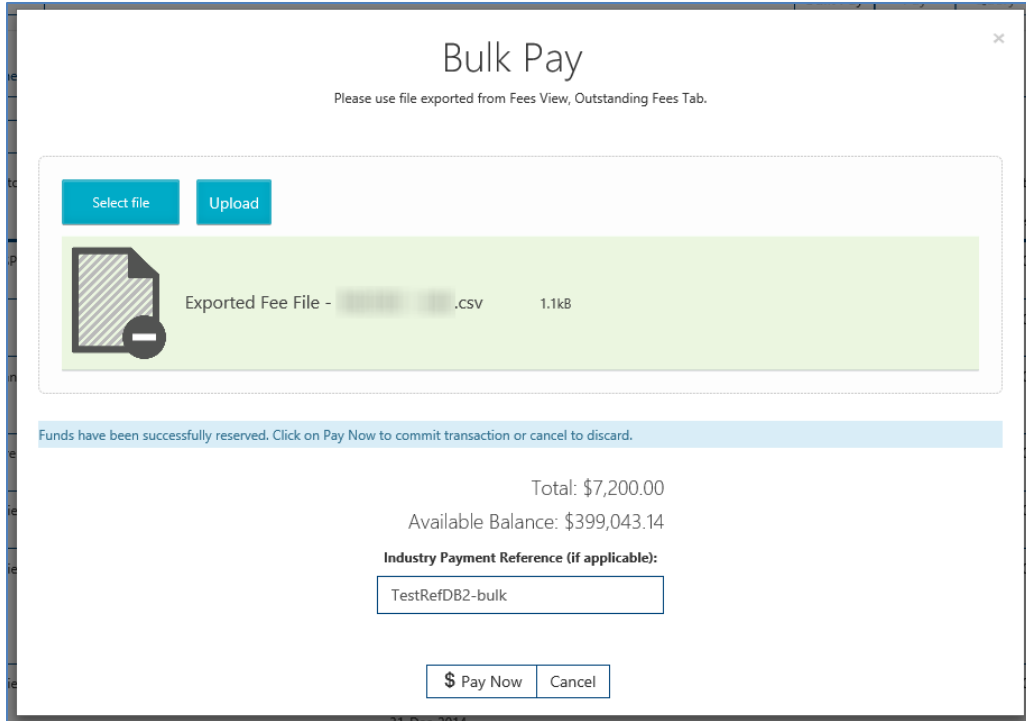 ×
Bulk Pay
Please use file exported from Fees View, Outstanding Fees Tab.
Select file Upload
Exported Fee File - .csv 1.1kB
Funds have been successfully reserved. Click on Pay Now to commit transaction or cancel to discard.
Total: $7,200.00
Available Balance: $399,043.14
Industry Payment Reference (if applicable):
TestRefDB2-bulk
$ Pay Now Cancel